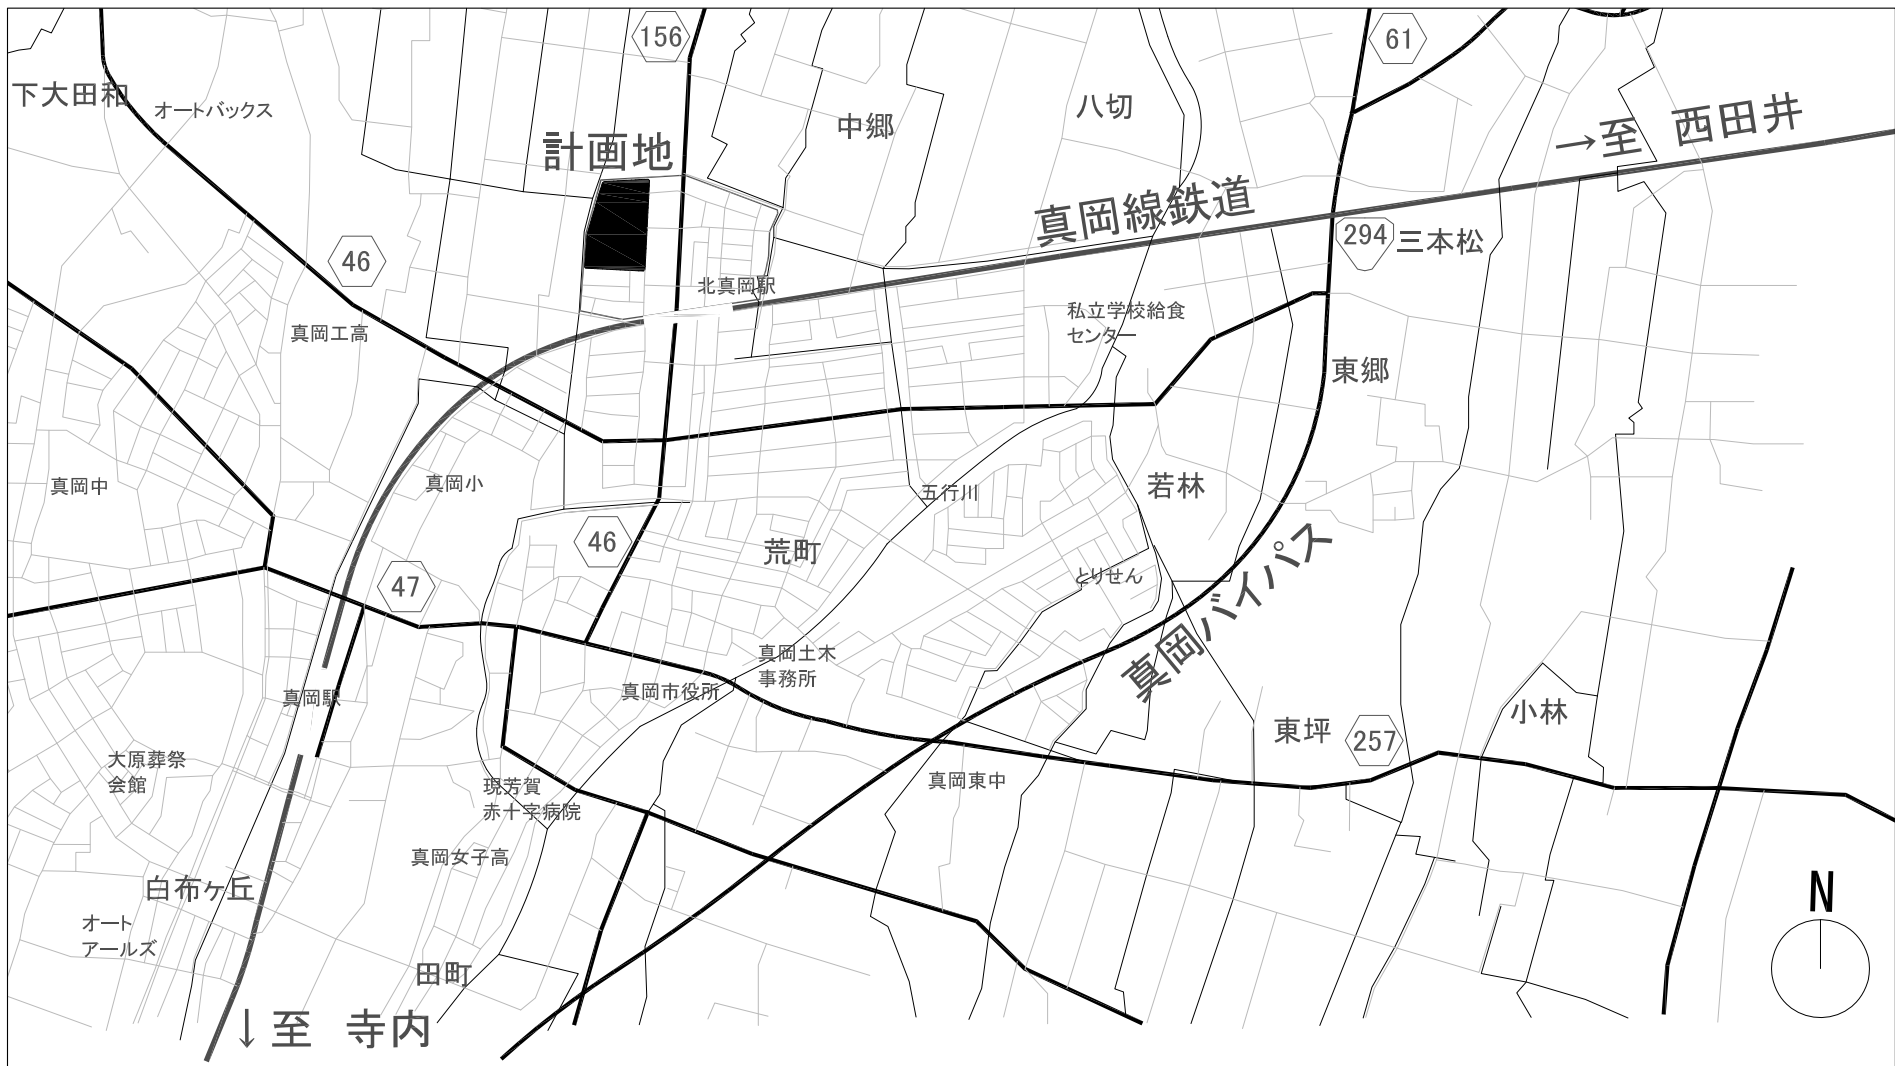 156
61
下大田和
オートバックス
中郷
八切
計画地
→至 西田井
真岡線鉄道
46
294
三本松
北真岡駅
真岡工高
私立学校給食
センター
東郷
真岡中
真岡小
五行川
若林
46
荒町
47
とりせん
真岡バイパス
真岡土木
事務所
真岡市役所
真岡駅
小林
東坪
257
大原葬祭
会館
現芳賀
赤十字病院
真岡東中
真岡女子高
白布ヶ丘
N
オート
アールズ
田町
↓至 寺内